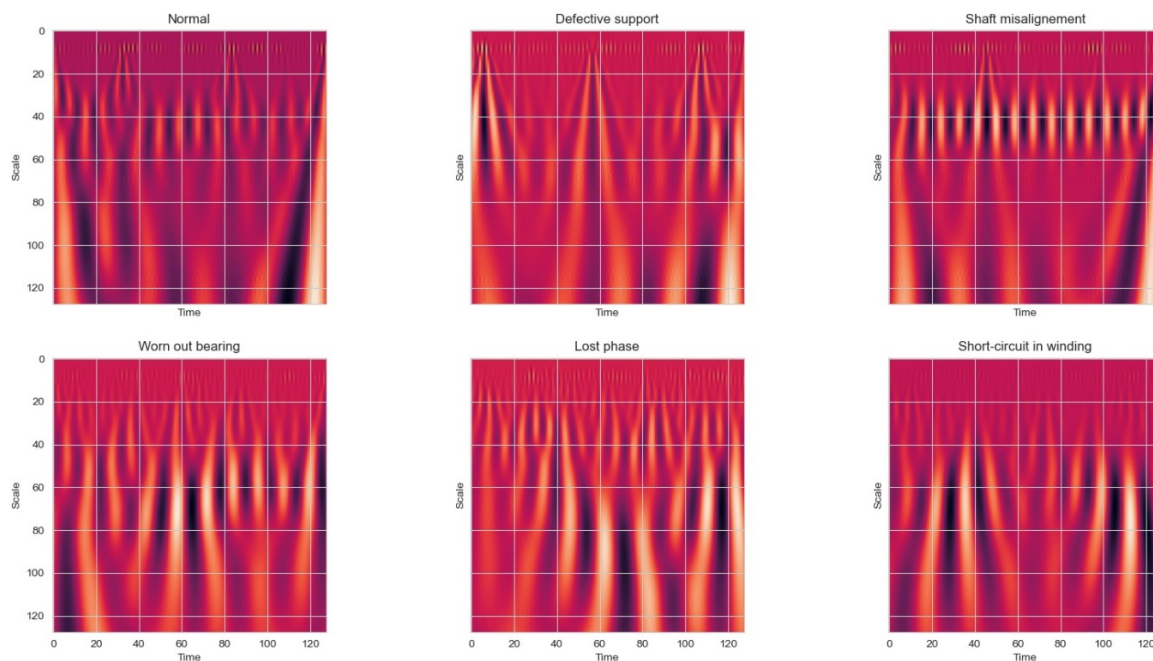 Normal
Defective support
Shaft misalignement
0
20
40
60
80
100
120
Scale
Scale
Scale
Time
Time
Time
Worn out bearing
Lost phase
Short-circuit in winding
0
20
40
60
80
100
120
Scale
Scale
Scale
0 20 40 60 80 100 120
0 20 40 60 80 100 120
0 20 40 60 80 100 120
Time
Time
Time